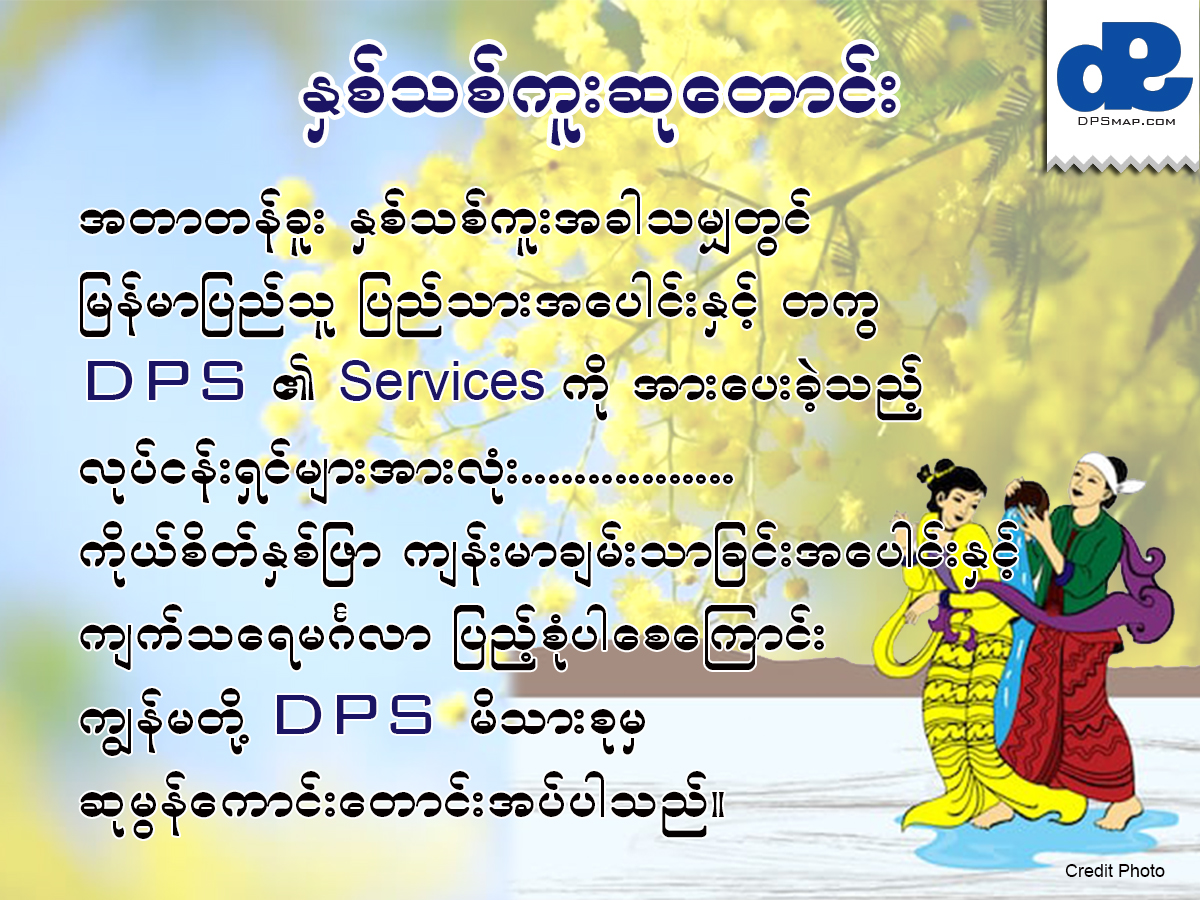 နှစ်သစ်ကူးဆုတောင်း
DPSMAP.COM
အတာတန်ခူး နှစ်သစ်ကူးအခါသမျှတွင်
မြန်မာပြည်သူ ပြည်သားအပေါင်းနှင့် တကွ
DPS ၏ Services ကို အားပေးခဲ့သည့်
လုပ်ငန်းရှင်များအားလုံး.................
ကိုယ်စိတ်နှစ်ဖြာ ကျန်းမာချမ်းသာခြင်းအပေါင်းနှင့်
ကျက်သရေမင်္ဂလာ ပြည့်စုံပါစေကြောင်း
ကျွန်မတို့ DPS မိသားစုမှ
ဆုမွန်ကောင်းတောင်းအပ်ပါသည်။
Credit Photo